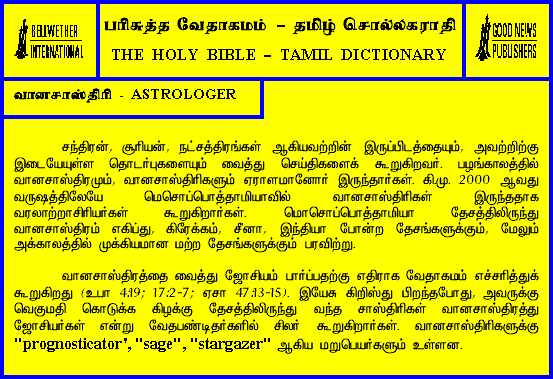 BELLWETHER
INTERNATIONAL
பரிசுத்த வேதாகமம் – தமிழ் சொல்லகராதி
THE HOLY BIBLE – TAMIL DICTIONARY
GOOD NEWS
PUBLISHERS
வானசாஸ்திரி - ASTROLOGER
சந்திரன், சூரியன், நட்சத்திரங்கள் ஆகியவற்றின் இருப்பிடத்தையும், அவற்றிற்கு
இடையேயுள்ள தொடர்புகளையும் வைத்து செய்திகளைக் கூறுகிறவர். பழங்காலத்தில்
வானசாஸ்திரமும், வானசாஸ்திரிகளும் ஏராளமானோர் இருந்தார்கள். கி.மு. 2000 ஆவது
வருஷத்திலேயே மெசொப்பொத்தாமியாவில் வானசாஸ்திரிகள் இருந்ததாக
வரலாற்றாசிரியர்கள் கூறுகிறார்கள். மொசொப்பொத்தாமியா தேசத்திலிருந்து
வானசாஸ்திரம் எகிப்து, கிரேக்கம், சீனா, இந்தியா போன்ற தேசங்களுக்கும், மேலும்
அக்காலத்தில் முக்கியமான மற்ற தேசங்களுக்கும் பரவிற்று.
வானசாஸ்திரத்தை வைத்து ஜோசியம் பார்ப்பதற்கு எதிராக வேதாகமம் எச்சரித்துக்
கூறுகிறது (உபா 4:19; 17:2-7; ஏசா 47:13-15). இயேசு கிறிஸ்து பிறந்தபோது, அவருக்கு
வெகுமதி கொடுக்க கிழக்கு தேசத்திலிருந்து வந்த சாஸ்திரிகள் வானசாஸ்திரத்து
ஜோசியர்கள் என்று வேதபண்டிதர்களில் சிலர் கூறுகிறார்கள். வானசாஸ்திரிகளுக்கு
"prognosticator", "sage", "stargazer" ஆகிய மறுபெயர்களும் உள்ளன.